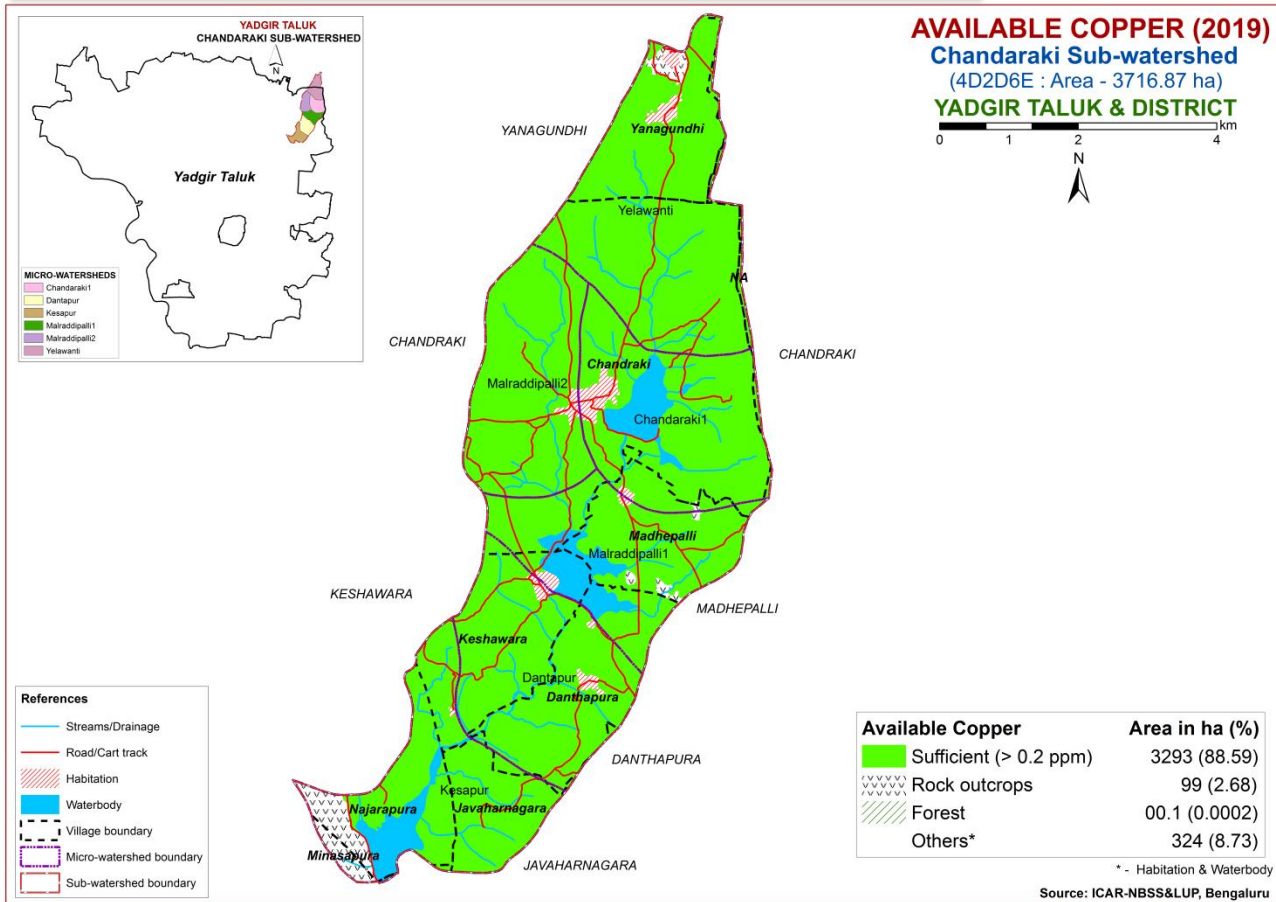 YADGIR TALUK
CHANDARAKI SUB-WATERSHED
N
Yadgir Taluk
MICRO-WATERSHEDS
Chandaraki1
Dantapur
Kesapur
Malraddipalli1
Malraddipalli2
Yelawanti
AVAILABLE COPPER (2019)
Chandaraki Sub-watershed
(4D2D6E : Area - 3716.87 ha)
YADGIR TALUK & DISTRICT
km
0 1 2 4
N
YANAGUNDHI
Yanagundhi
Yelawanti
NA
CHANDRAKI
CHANDRAKI
Chandraki
Malraddipalli2
Chandaraki1
Madhepalli
Malraddipalli1
KESHAWARA
MADHEPALLI
Keshawara
Dantapur
Danthapura
DANTHAPURA
Kesapur
Najarapura
Javaharnagara
Minasapura
JAVAHARNAGARA
References
Streams/Drainage
Road/Cart track
Habitation
Waterbody
Village boundary
Micro-watershed boundary
Sub-watershed boundary
Available Copper Area in ha (%)
Sufficient (> 0.2 ppm) 3293 (88.59)
Rock outcrops 99 (2.68)
Forest 00.1 (0.0002)
Others* 324 (8.73)
* - Habitation & Waterbody
Source: ICAR-NBSS&LUP, Bengaluru